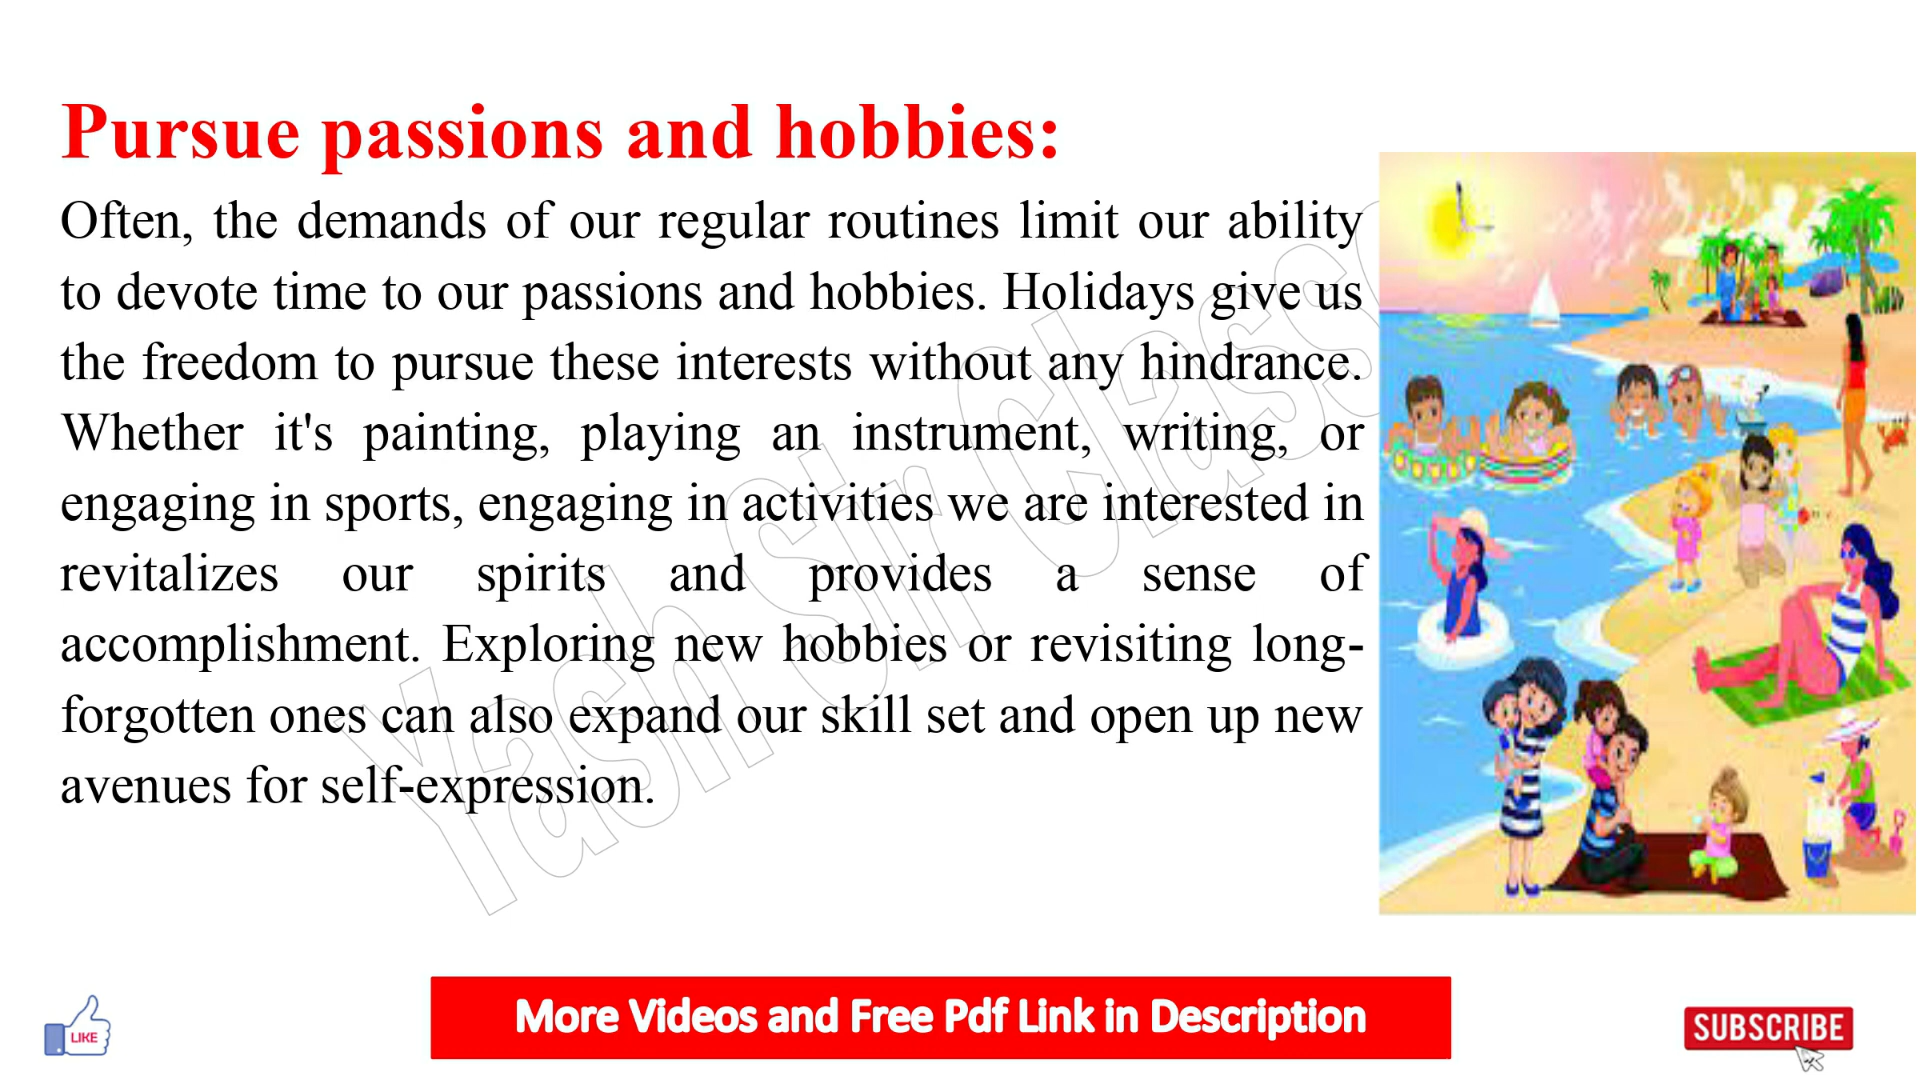 Pursue passions and hobbies:
Often, the demands of our regular routines limit our ability
to devote time to our passions and hobbies. Holidays give us
the freedom to pursue these interests without any hindrance.
Whether it's painting, playing an instrument, writing, or
engaging in sports, engaging in activities we are interested in
revitalizes our spirits and provides a sense of
accomplishment. Exploring new hobbies or revisiting long-
forgotten ones can also expand our skill set and open up new
avenues for self-expression.
Yash Sir Classes
LIKE
More Videos and Free Pdf Link in Description
SUBSCRIBE